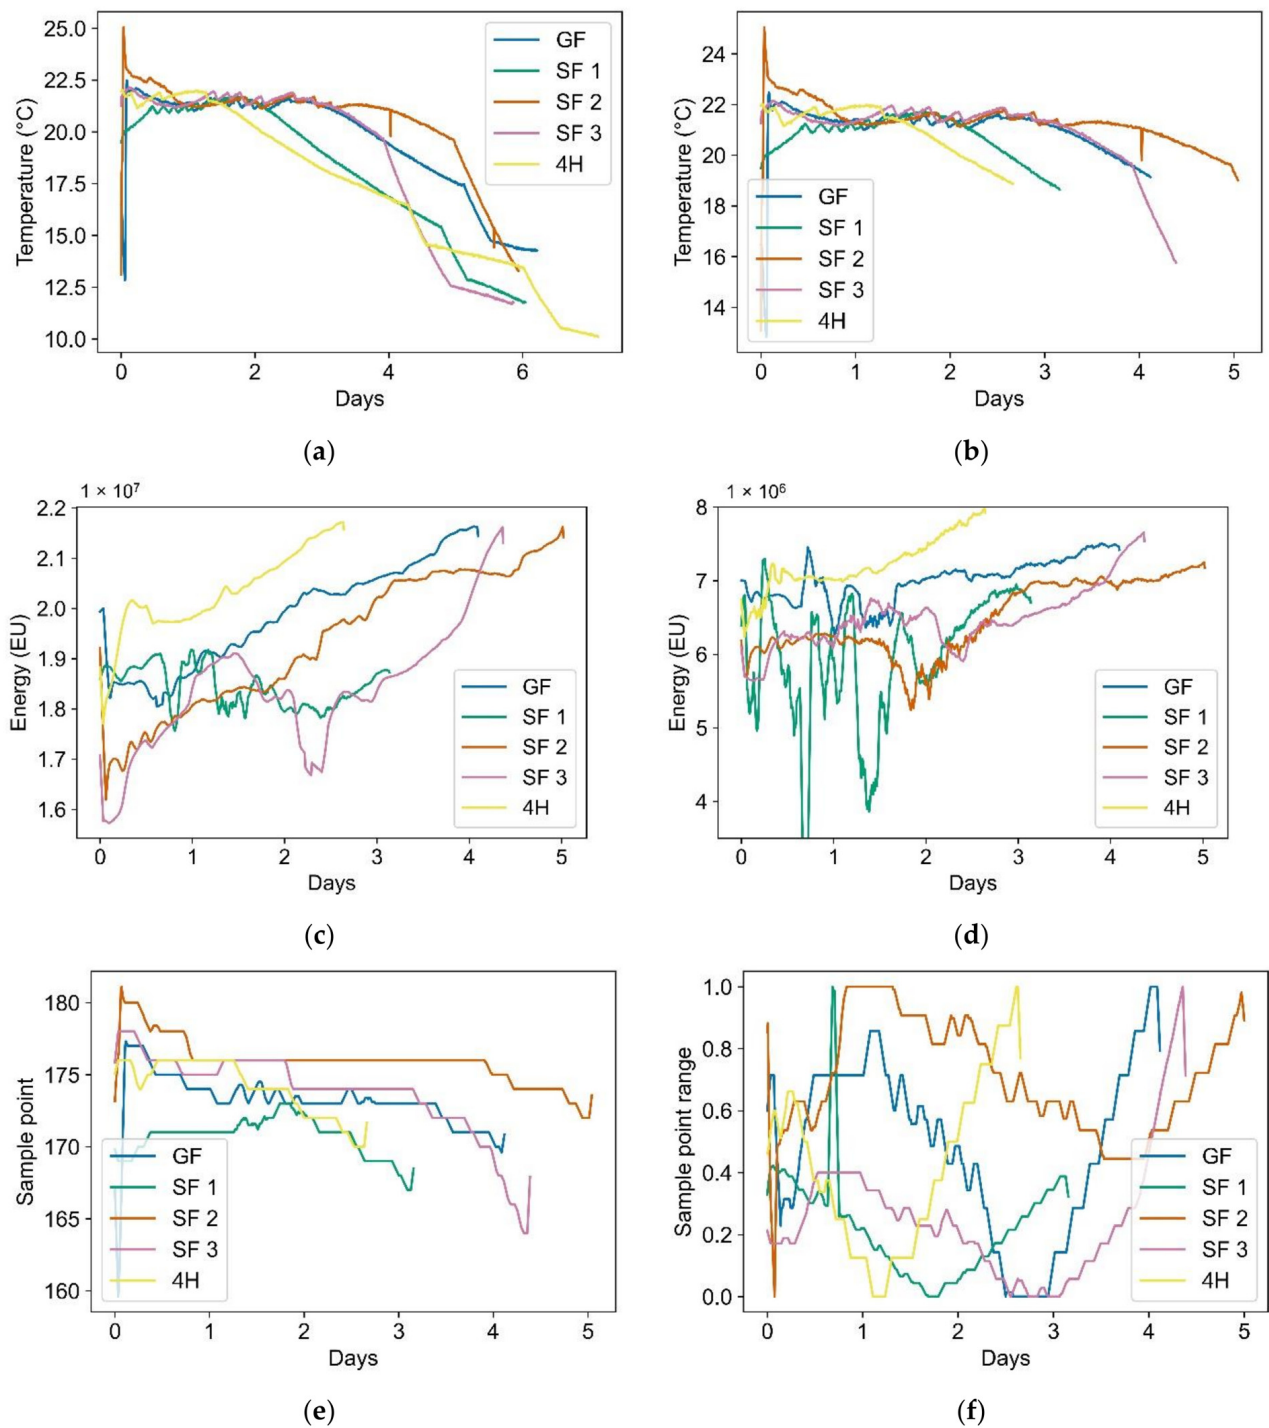 25.0
22.5
20.0
17.5
15.0
12.5
10.0
Temperature (°C)
GF
SF 1
SF 2
SF 3
4H
0 2 4 6
Days
(a)
24
22
20
18
16
14
Temperature (°C)
GF
SF 1
SF 2
SF 3
4H
0 1 2 3 4 5
Days
(b)
1 × 10⁷
2.2
2.1
2.0
1.9
1.8
1.7
1.6
Energy (EU)
GF
SF 1
SF 2
SF 3
4H
0 1 2 3 4 5
Days
(c)
1 × 10⁶
8
7
6
5
4
Energy (EU)
GF
SF 1
SF 2
SF 3
4H
0 1 2 3 4 5
Days
(d)
180
175
170
165
160
Sample point
GF
SF 1
SF 2
SF 3
4H
0 1 2 3 4 5
Days
(e)
1.0
0.8
0.6
0.4
0.2
0.0
Sample point range
GF
SF 1
SF 2
SF 3
4H
0 1 2 3 4 5
Days
(f)